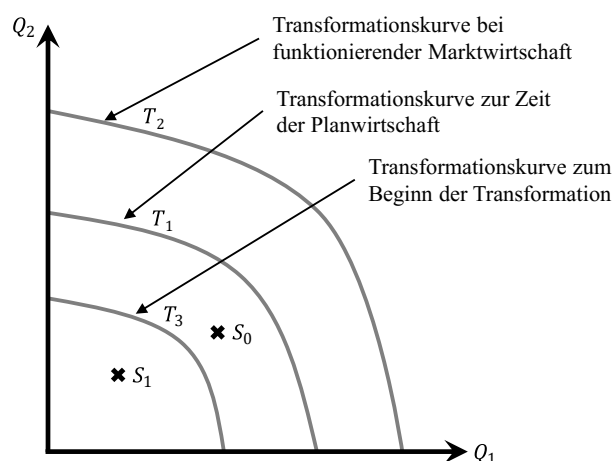 Q₂
Transformationskurve bei
funktionierender Marktwirtschaft
Transformationskurve zur Zeit
der Planwirtschaft
T₂
Transformationskurve zum
Beginn der Transformation
T₁
T₃
S₀
S₁
Q₁